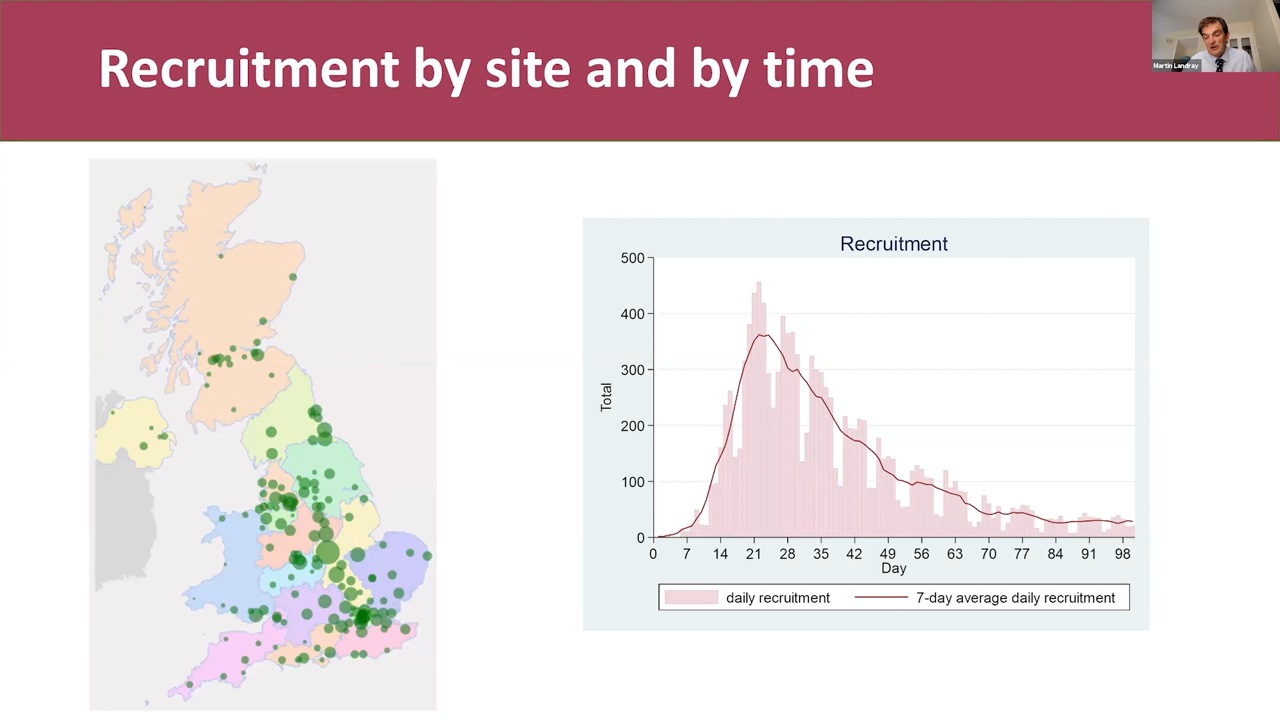 Recruitment by site and by time
Martin Landray
Recruitment
500
400
300
200
100
0
Total
0 7 14 21 28 35 42 49 56 63 70 77 84 91 98
Day
daily recruitment 7-day average daily recruitment